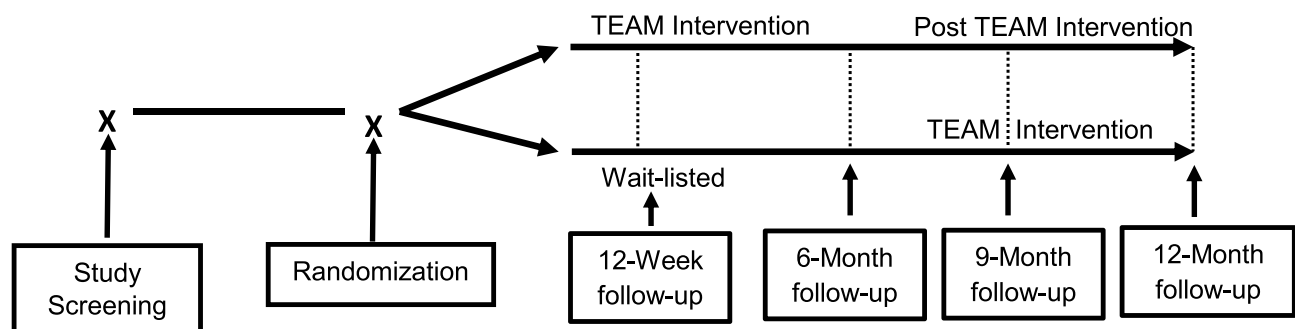 TEAM Intervention
Post TEAM Intervention
X
X
TEAM Intervention
Wait-listed
Study
Screening
Randomization
12-Week
follow-up
6-Month
follow-up
9-Month
follow-up
12-Month
follow-up